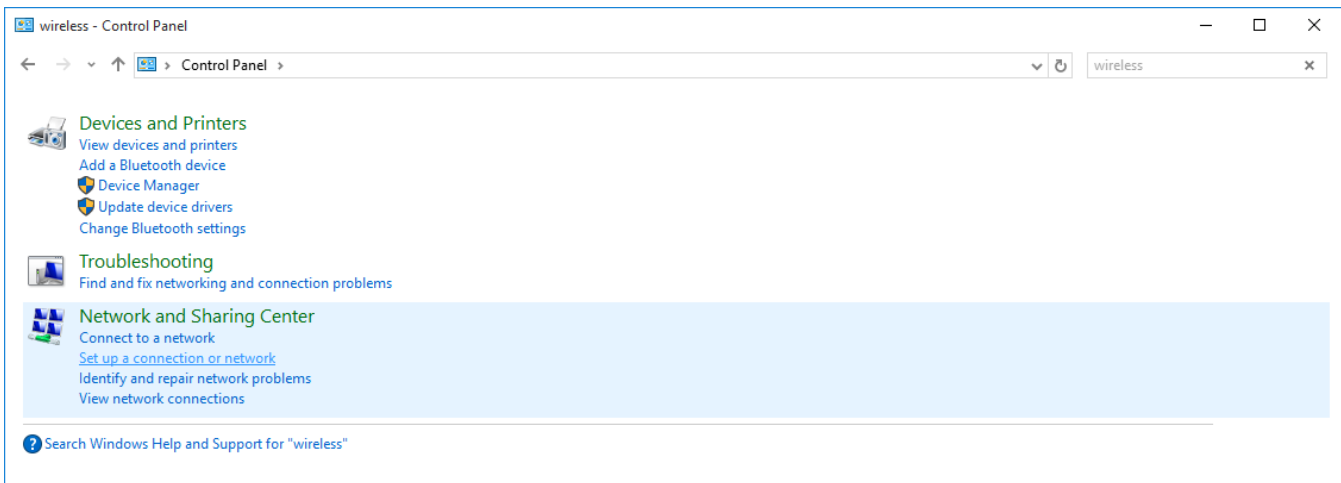 wireless - Control Panel
Control Panel
wireless
Devices and Printers
View devices and printers
Add a Bluetooth device
Device Manager
Update device drivers
Change Bluetooth settings
Troubleshooting
Find and fix networking and connection problems
Network and Sharing Center
Connect to a network
Set up a connection or network
Identify and repair network problems
View network connections
Search Windows Help and Support for "wireless"